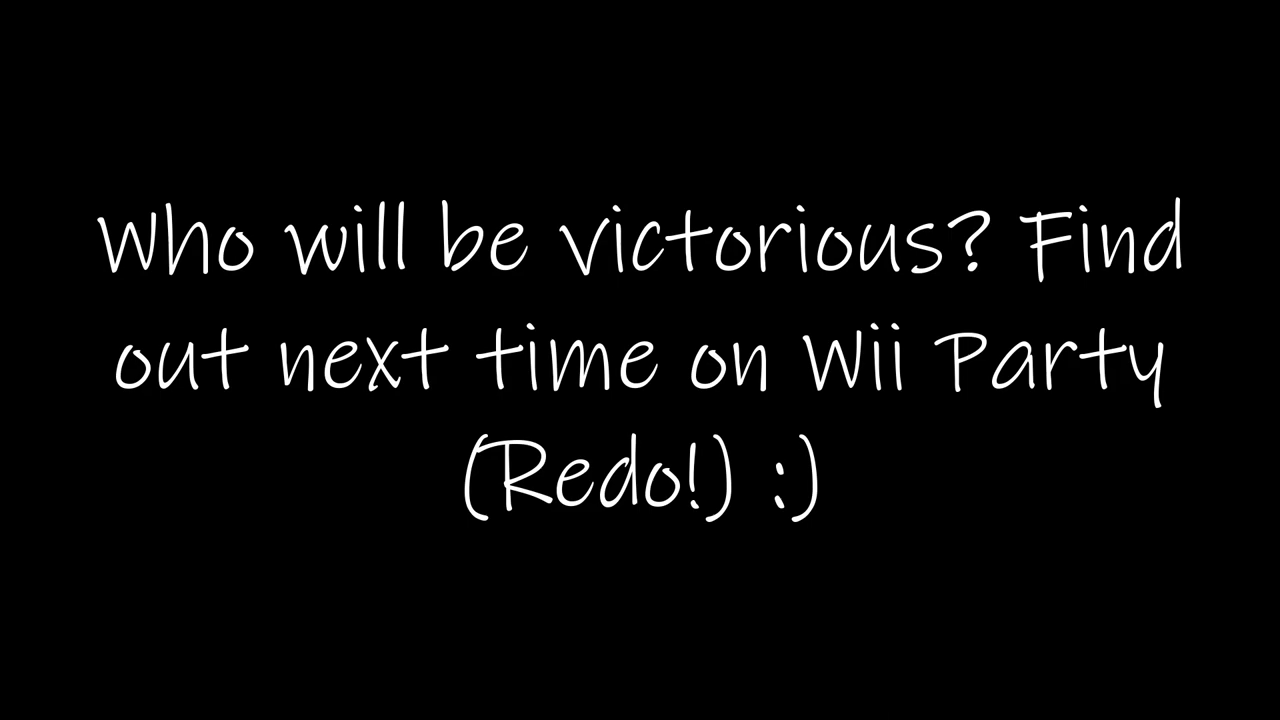 Who will be victorious? Find
out next time on Wii Party
(Redo!) :)